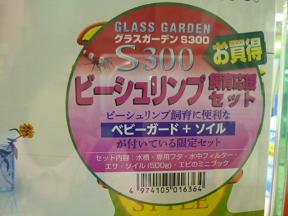 GLASS GARDEN
グラスガーデン S300
S300
お買得
ビーシュリンプ 飼育応援セット
ビーシュリンプ飼育に便利な
ベビーガード + ソイル
が付いている限定セット
セット内容：水槽・専用フタ・水中フィルター・
エサ・ソイル(500g)・エビのミニブック
4 974105 016364
STYLE